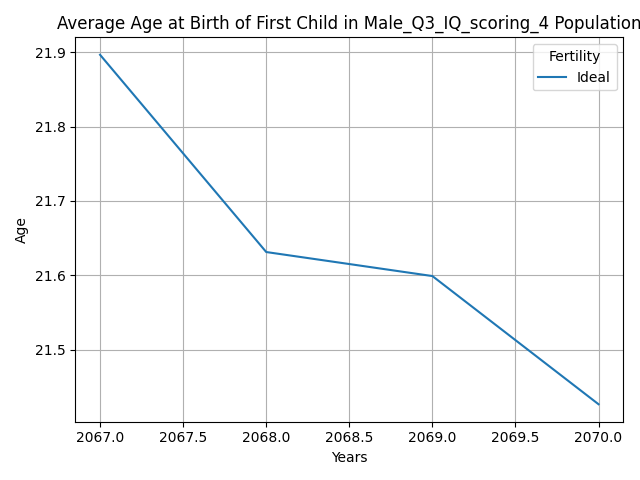 Average Age at Birth of First Child in Male_Q3_IQ_scoring_4 Population
Fertility
Ideal
21.9
21.8
21.7
21.6
21.5
Age
2067.0 2067.5 2068.0 2068.5 2069.0 2069.5 2070.0
Years